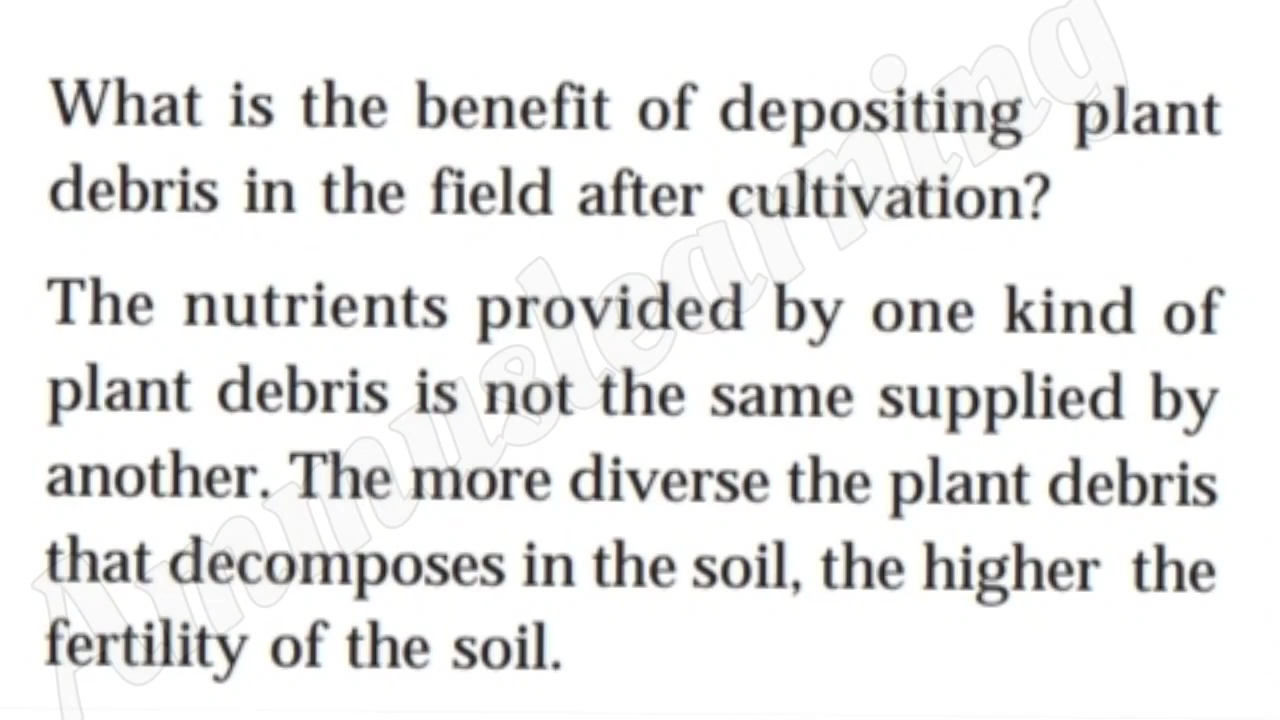 What is the benefit of depositing plant
debris in the field after cultivation?
The nutrients provided by one kind of
plant debris is not the same supplied by
another. The more diverse the plant debris
that decomposes in the soil, the higher the
fertility of the soil.
Annuslearning